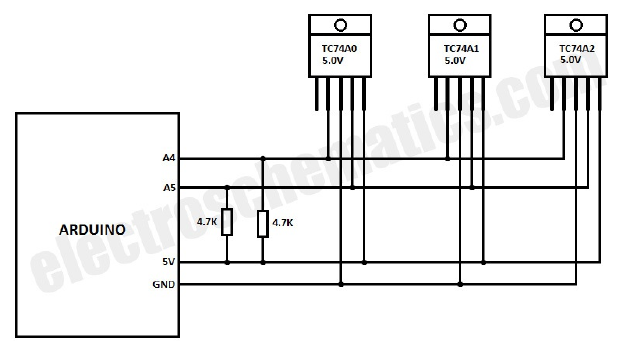 TC74A0
5.0V
TC74A1
5.0V
TC74A2
5.0V
A4
A5
4.7K
4.7K
ARDUINO
5V
GND
electroschematics.com